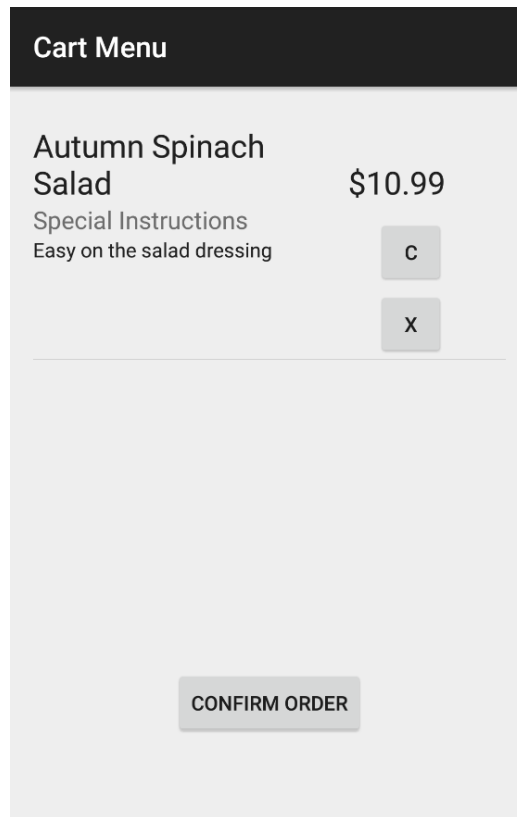 Cart Menu
Autumn Spinach
Salad
$10.99
Special Instructions
Easy on the salad dressing
C
X
CONFIRM ORDER